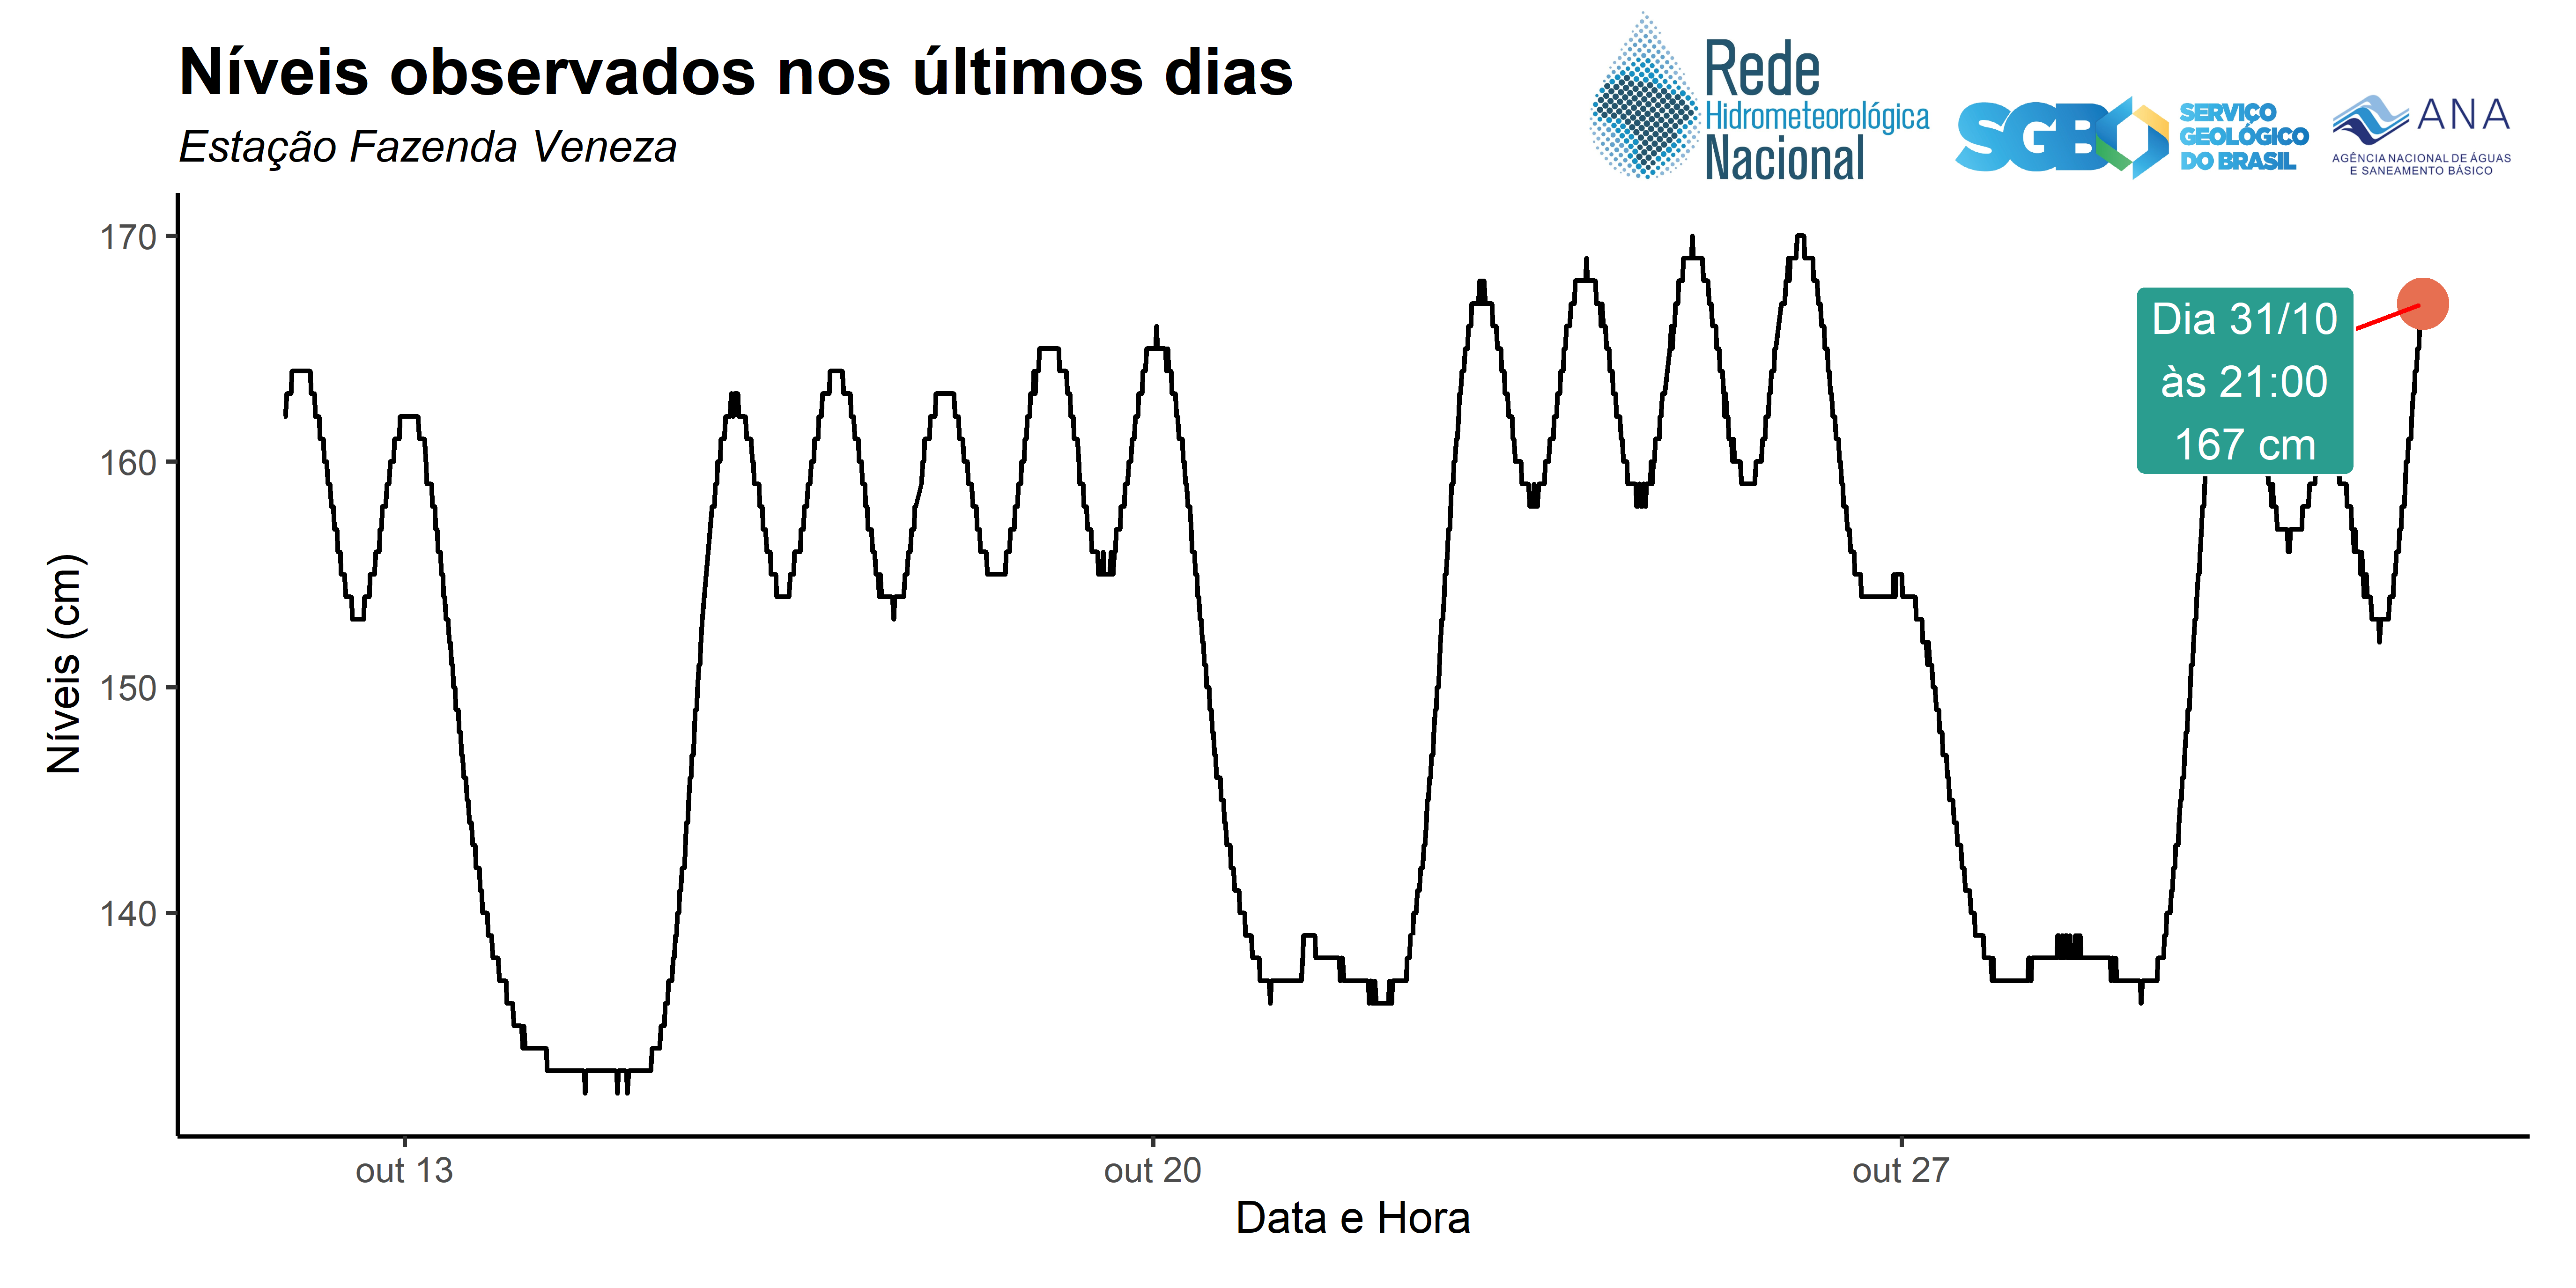 Níveis observados nos últimos dias
Estação Fazenda Veneza
Rede
Hidrometeorológica
Nacional
SGB
SERVIÇO
GEOLÓGICO
DO BRASIL
ANA
AGÊNCIA NACIONAL DE ÁGUAS
E SANEAMENTO BÁSICO
170
160
150
140
Níveis (cm)
Dia 31/10
às 21:00
167 cm
out 13
out 20
out 27
Data e Hora